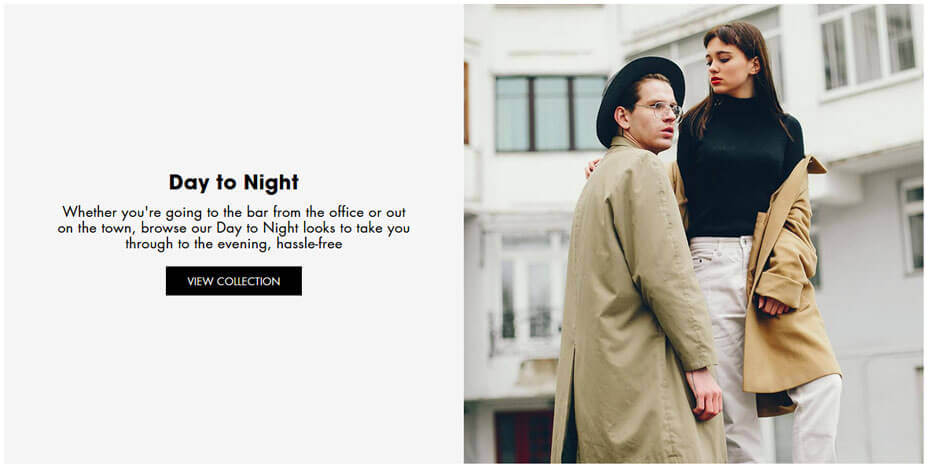 Day to Night
Whether you're going to the bar from the office or out
on the town, browse our Day to Night looks to take you
through to the evening, hassle-free
VIEW COLLECTION